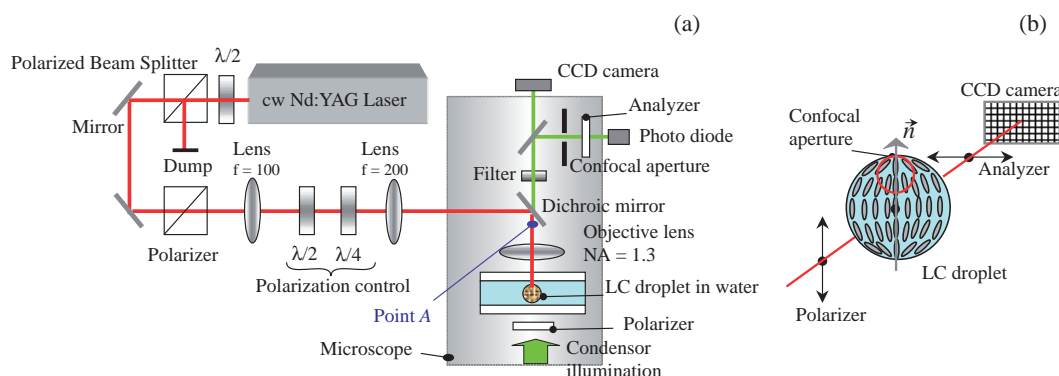 (a)
λ/2
Polarized Beam Splitter
cw Nd:YAG Laser
Mirror
Dump
Lens
f = 100
Lens
f = 200
Polarizer
λ/2
λ/4
Polarization control
CCD camera
Analyzer
Photo diode
Confocal aperture
Filter
Dichroic mirror
Objective lens
NA = 1.3
LC droplet in water
Point A
Polarizer
Microscope
Condensor
illumination
(b)
CCD camera
Confocal
aperture
n⃗
Analyzer
LC droplet
Polarizer